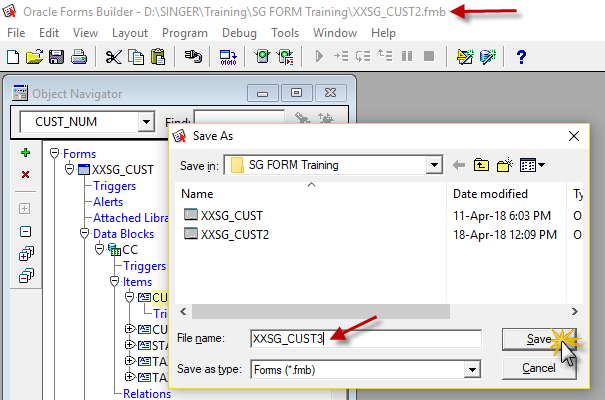 Oracle Forms Builder - D:\SINGER\Training\SG FORM Training\XXSG_CUST2.fmb
File Edit View Layout Program Debug Tools Window Help
Object Navigator
CUST_NUM Find:
Forms
XXSG_CUST
Triggers
Alerts
Attached Libra
Data Blocks
CC
Triggers
Items
CU
Tri
CU
STA
TA
TA
Relations
Save As
Save in: SG FORM Training
Name Date modified Ty
XXSG_CUST 11-Apr-18 6:03 PM O
XXSG_CUST2 18-Apr-18 12:09 PM O
File name: XXSG_CUST3 Save
Save as type: Forms (*.fmb) Cancel